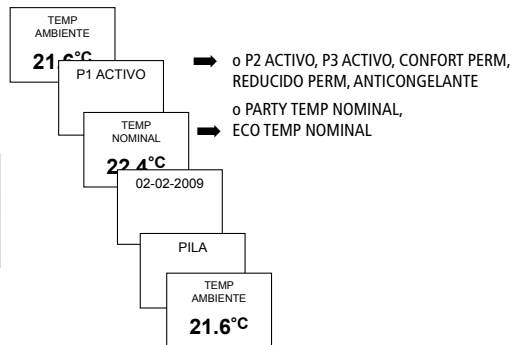 TEMP
AMBIENTE
21.6°C
P1 ACTIVO
o P2 ACTIVO, P3 ACTIVO, CONFORT PERM,
REDUCIDO PERM, ANTICONGELANTE
TEMP
NOMINAL
22.4°C
o PARTY TEMP NOMINAL,
ECO TEMP NOMINAL
02-02-2009
PILA
TEMP
AMBIENTE
21.6°C